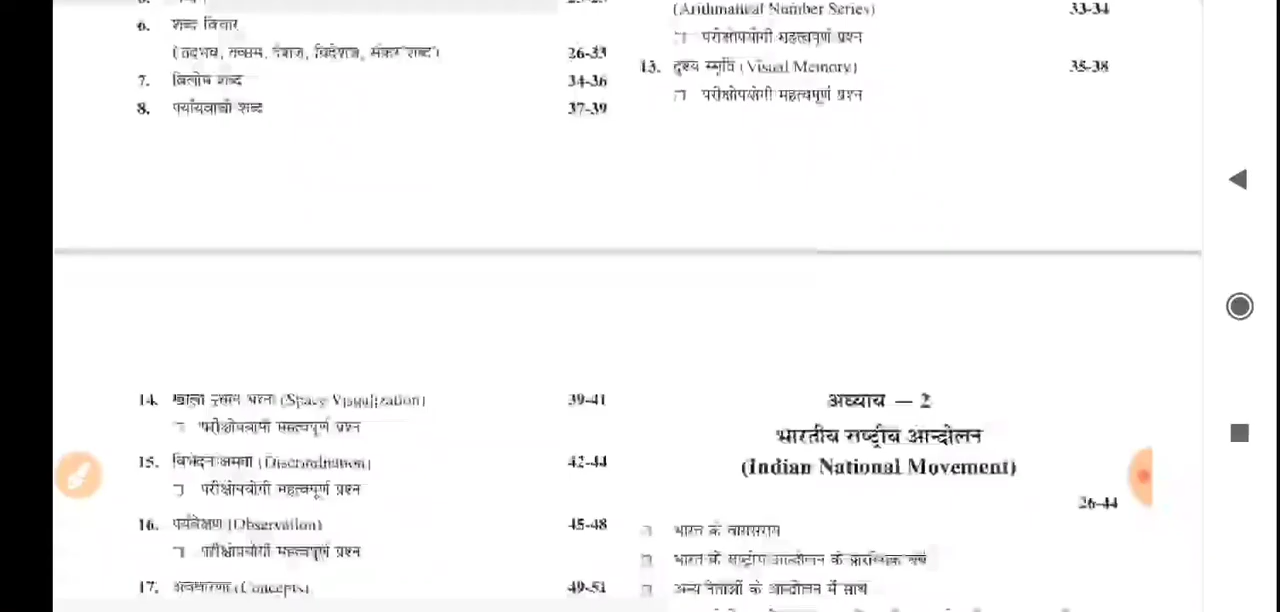 6. शब्द विचार
(तद्भव, तत्सम, देशज, विदेशज, संकर शब्द) 26-33
7. विलोम शब्द 34-36
8. पर्यायवाची शब्द 37-39
(Arithmatical Number Series) 33-34
परीक्षोपयोगी महत्वपूर्ण प्रश्न
13. दृश्य स्मृति (Visual Memory) 35-38
परीक्षोपयोगी महत्वपूर्ण प्रश्न
14. (Space Visualization) 39-41
परीक्षोपयोगी महत्वपूर्ण प्रश्न
15. विभेदन क्षमता (Discrimination) 42-44
परीक्षोपयोगी महत्वपूर्ण प्रश्न
16. पर्यवेक्षण (Observation) 45-48
परीक्षोपयोगी महत्वपूर्ण प्रश्न
17. अवधारणा (Concepts) 49-51
अध्याय — 2
भारतीय राष्ट्रीय आन्दोलन
(Indian National Movement)
26-44
भारत के वायसराय
भारत के राष्ट्रीय आन्दोलन के प्रारम्भिक वर्ष
अन्य नेताओं के आन्दोलन में साथ